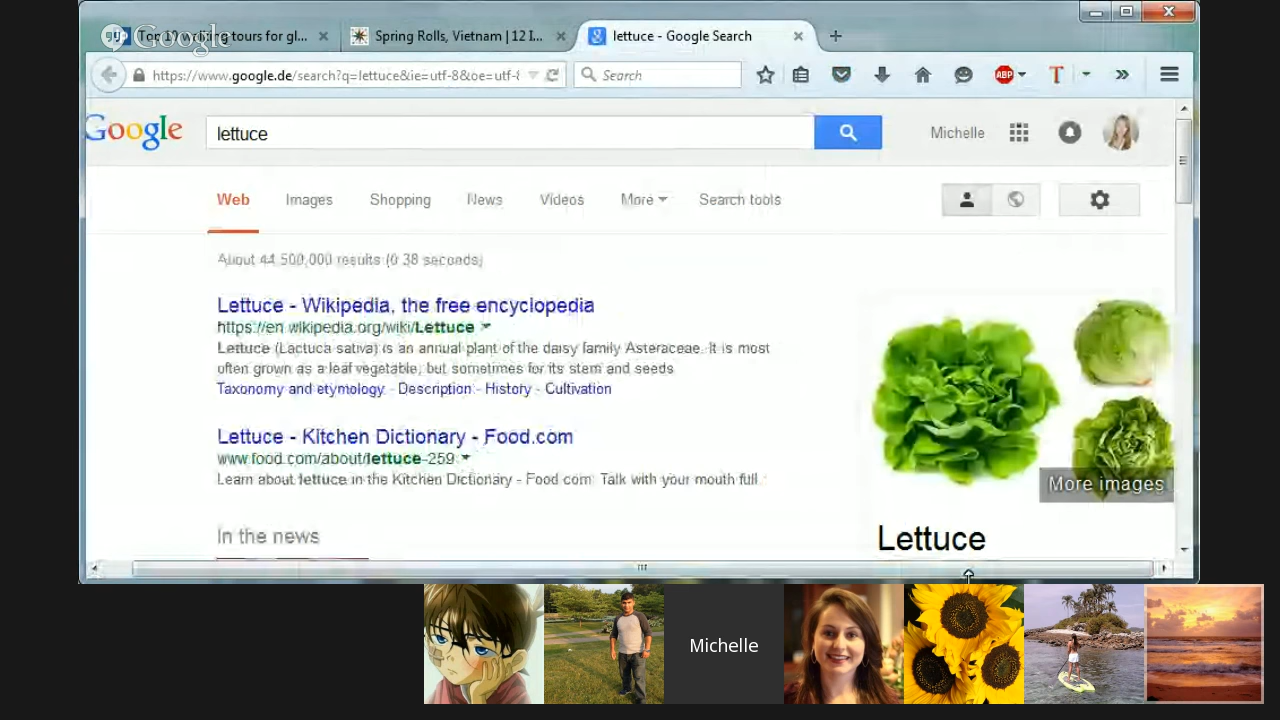 Google
Top 10 walking tours for gl...
Spring Rolls, Vietnam | 12 I...
lettuce - Google Search
https://www.google.de/search?q=lettuce&ie=utf-8&oe=utf-8
Search
ABP
T
Google
lettuce
Michelle
Web
Images
Shopping
News
Videos
More
Search tools
About 44,500,000 results (0.38 seconds)
Lettuce - Wikipedia, the free encyclopedia
https://en.wikipedia.org/wiki/Lettuce
Lettuce (Lactuca sativa) is an annual plant of the daisy family Asteraceae. It is most
often grown as a leaf vegetable, but sometimes for its stem and seeds
Taxonomy and etymology - Description - History - Cultivation
Lettuce - Kitchen Dictionary - Food.com
www.food.com/about/lettuce-259
Learn about lettuce in the Kitchen Dictionary - Food.com. Talk with your mouth full
More images
In the news
Lettuce
Michelle